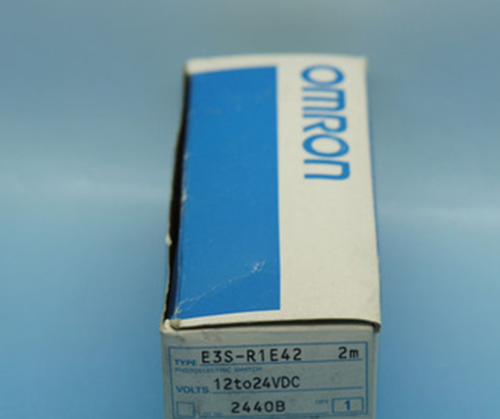 OMRON
TYPE E3S-R1E42 2m
PHOTOELECTRIC SWITCH
VOLTS 12to24VDC
2440B 1